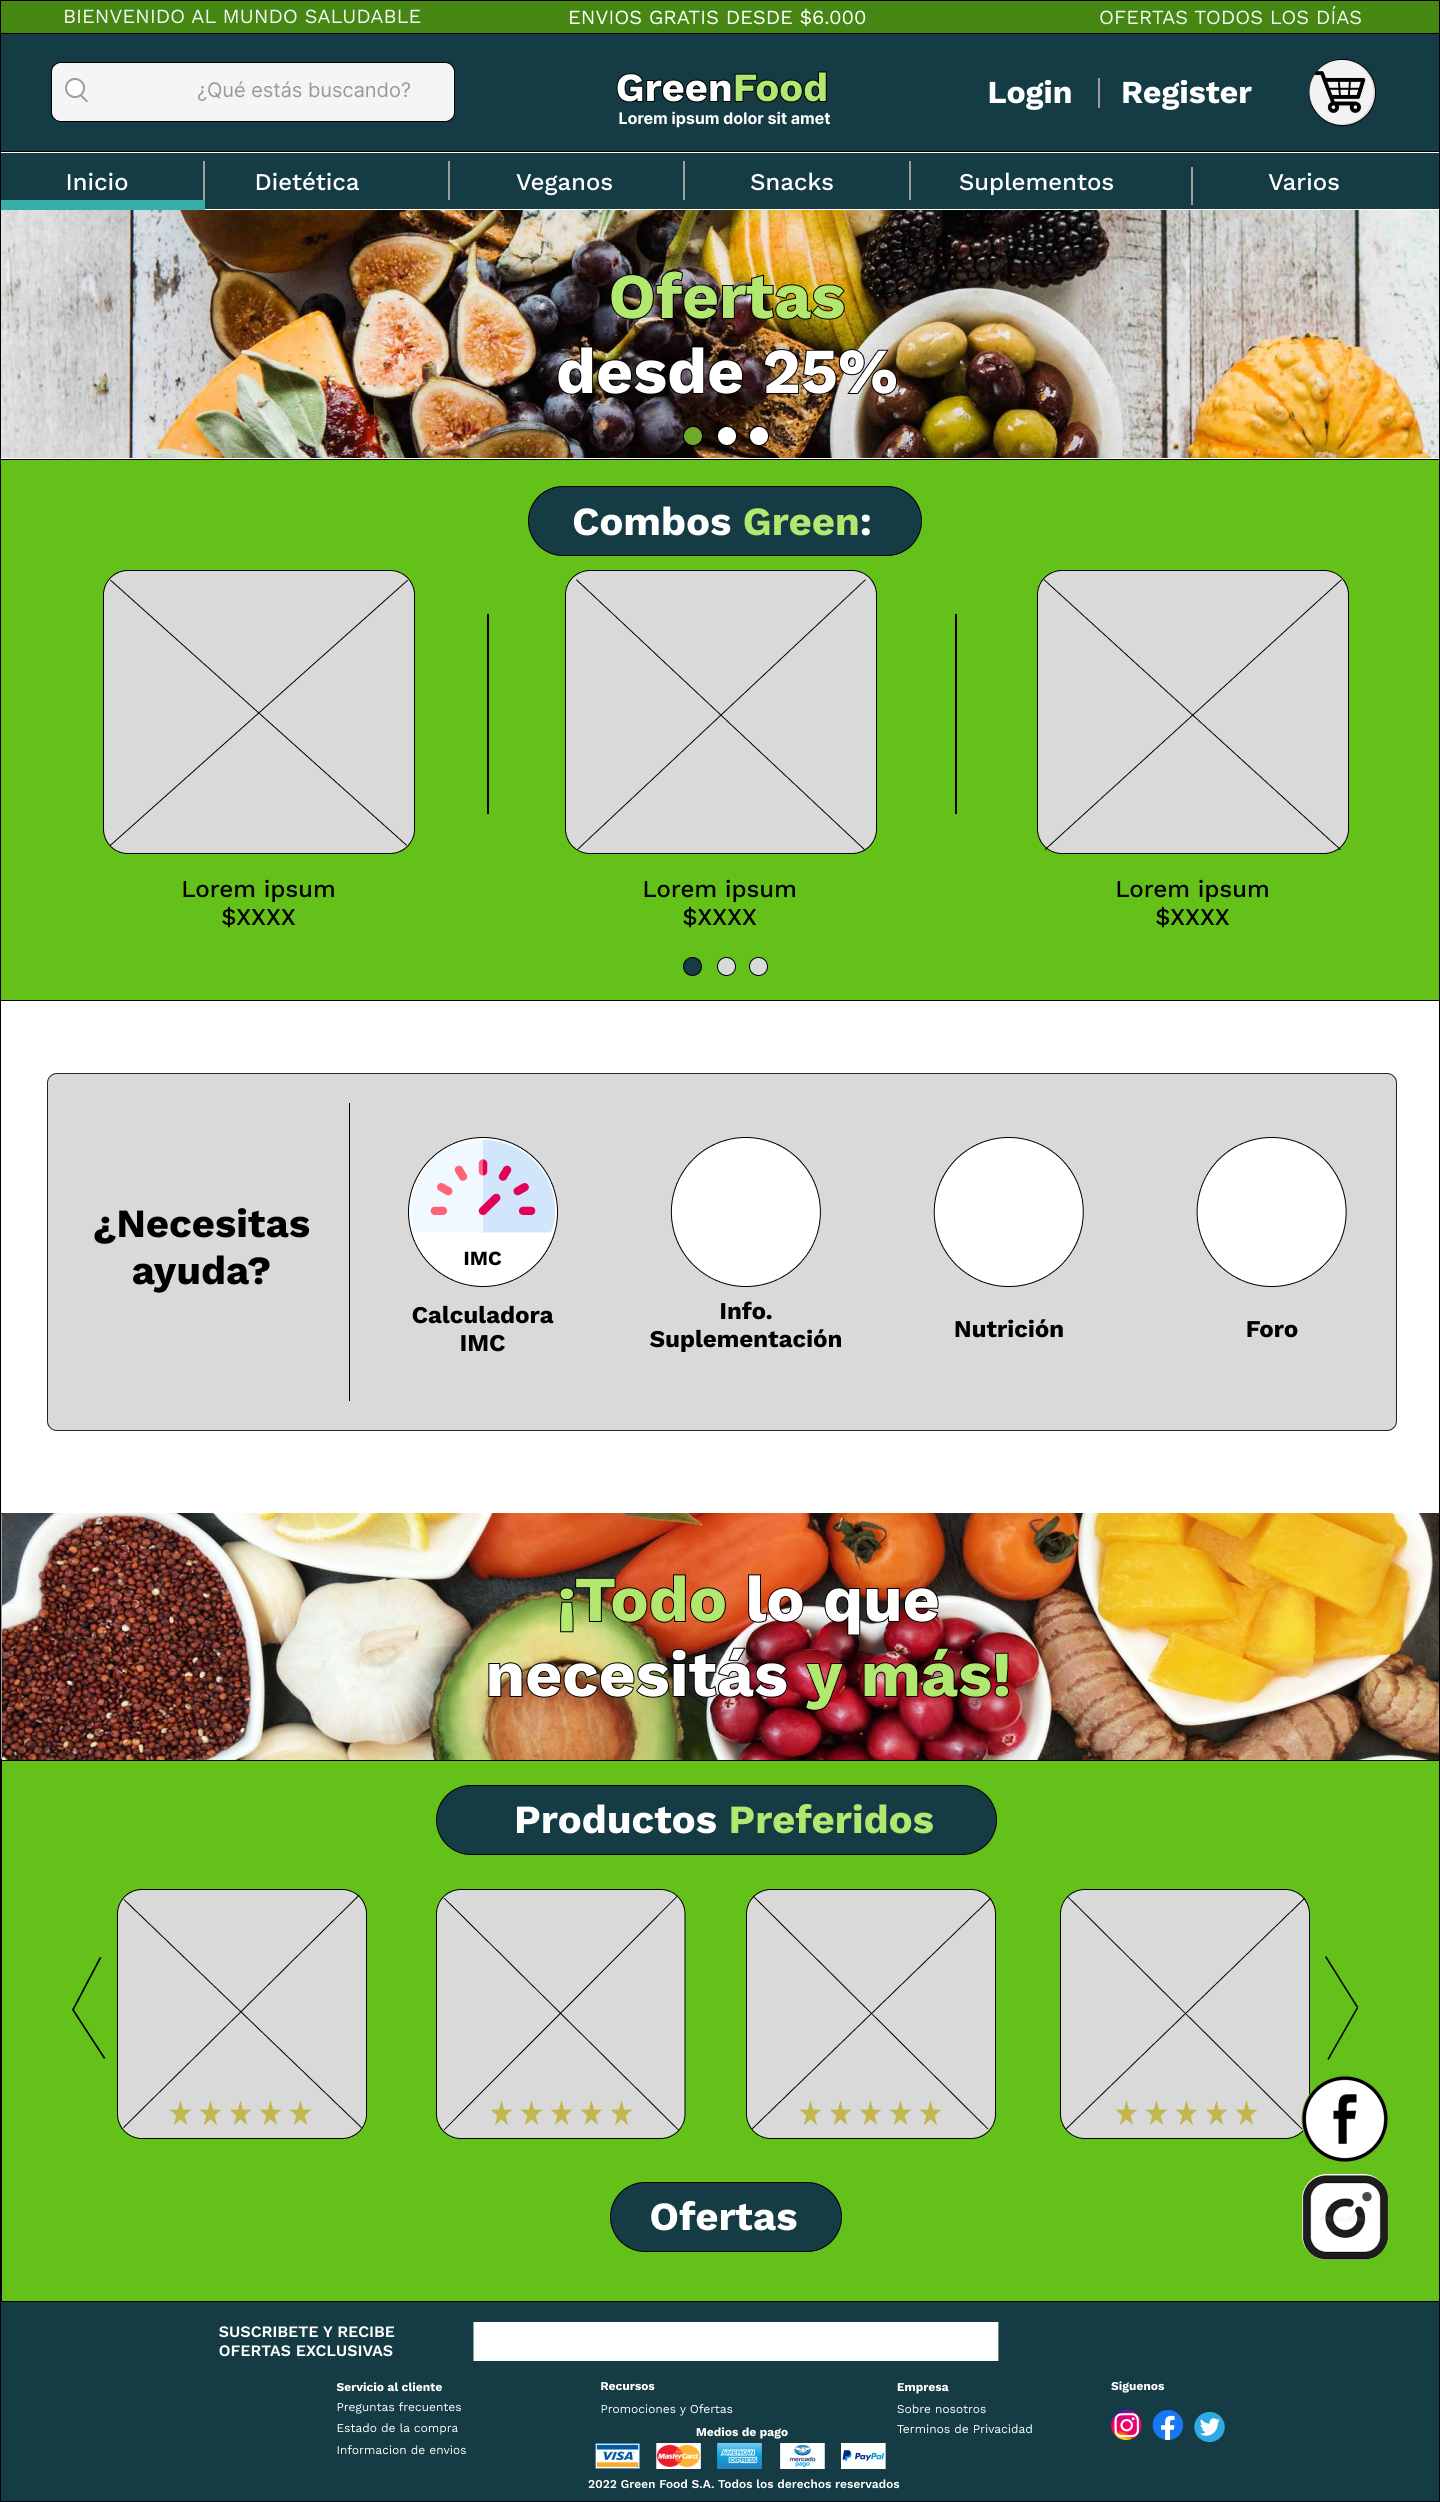 BIENVENIDO AL MUNDO SALUDABLE
ENVIOS GRATIS DESDE $6.000
OFERTAS TODOS LOS DÍAS
¿Qué estás buscando?
GreenFood
Lorem ipsum dolor sit amet
Login
Register
Inicio
Dietética
Veganos
Snacks
Suplementos
Varios
Ofertas
desde 25%
Combos Green:
Lorem ipsum
$XXXX
Lorem ipsum
$XXXX
Lorem ipsum
$XXXX
¿Necesitas
ayuda?
IMC
Calculadora
IMC
Info.
Suplementación
Nutrición
Foro
¡Todo lo que
necesitás y más!
Productos Preferidos
Ofertas
SUSCRIBETE Y RECIBE
OFERTAS EXCLUSIVAS
Servicio al cliente
Preguntas frecuentes
Estado de la compra
Informacion de envios
Recursos
Promociones y Ofertas
Empresa
Sobre nosotros
Terminos de Privacidad
Siguenos
Medios de pago
VISA
MasterCard
AMERICAN
EXPRESS
mercado
pago
PayPal
2022 Green Food S.A. Todos los derechos reservados